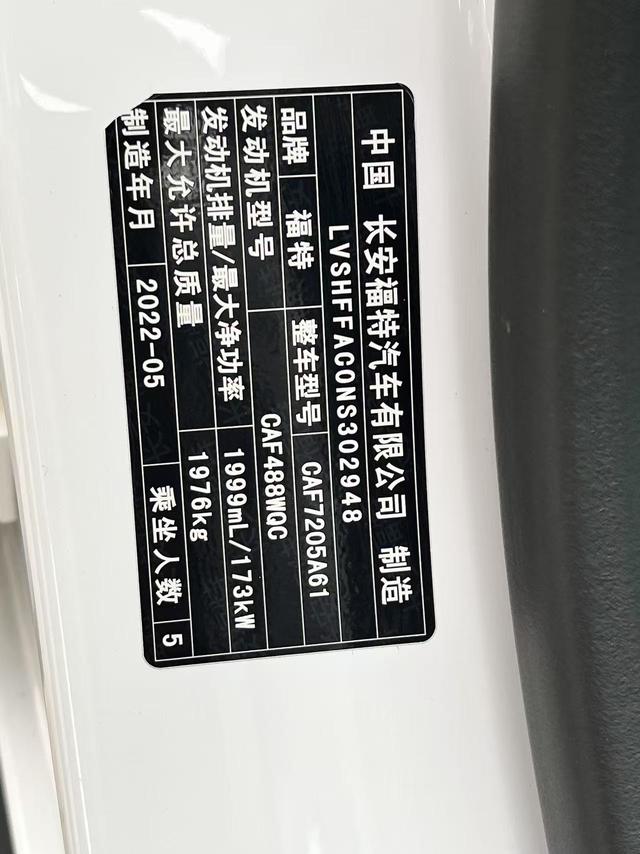 中国 长安福特汽车有限公司 制造
LVSHFFAC0NS302948
品牌 福特 整车型号 CAF7205A61
发动机型号 CAF488WQC
发动机排量/最大净功率 1999mL/173kW
最大允许总质量 1976kg
制造年月 2022-05 乘坐人数 5